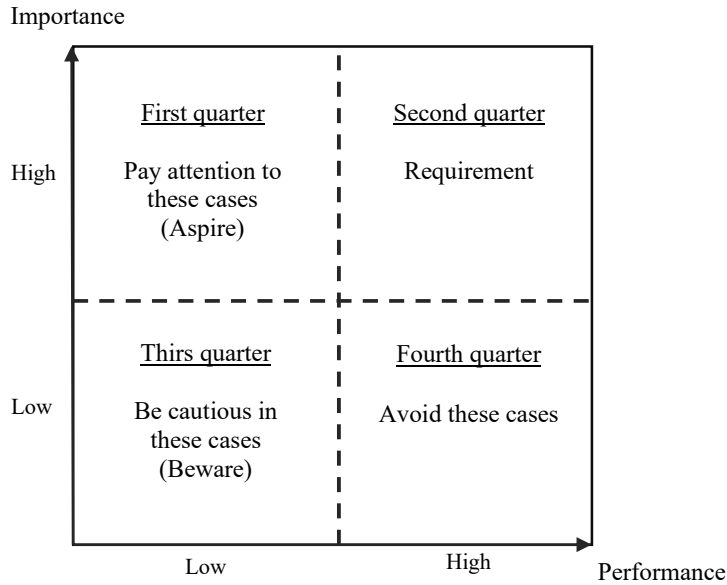 Importance
First quarter
Pay attention to
these cases
(Aspire)
Second quarter
Requirement
High
Thirs quarter
Be cautious in
these cases
(Beware)
Fourth quarter
Avoid these cases
Low
Low
High
Performance